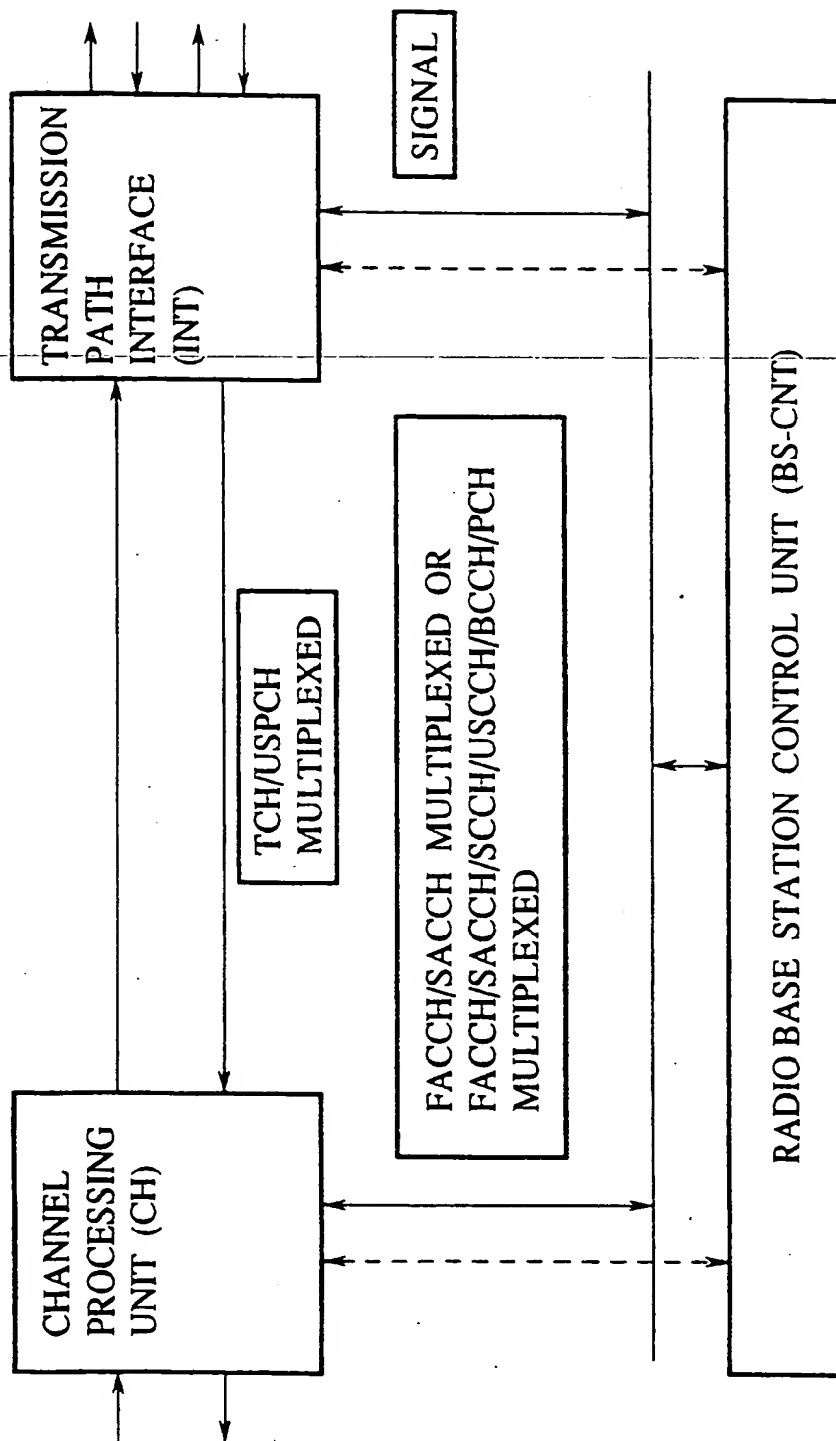 CHANNEL
PROCESSING
UNIT (CH)
TCH/USPCH
MULTIPLEXED
TRANSMISSION
PATH
INTERFACE
(INT)
FACCH/SACCH MULTIPLEXED OR
FACCH/SACCH/SCCH/USCCH/BCCH/PCH
MULTIPLEXED
SIGNAL
RADIO BASE STATION CONTROL UNIT (BS-CNT)